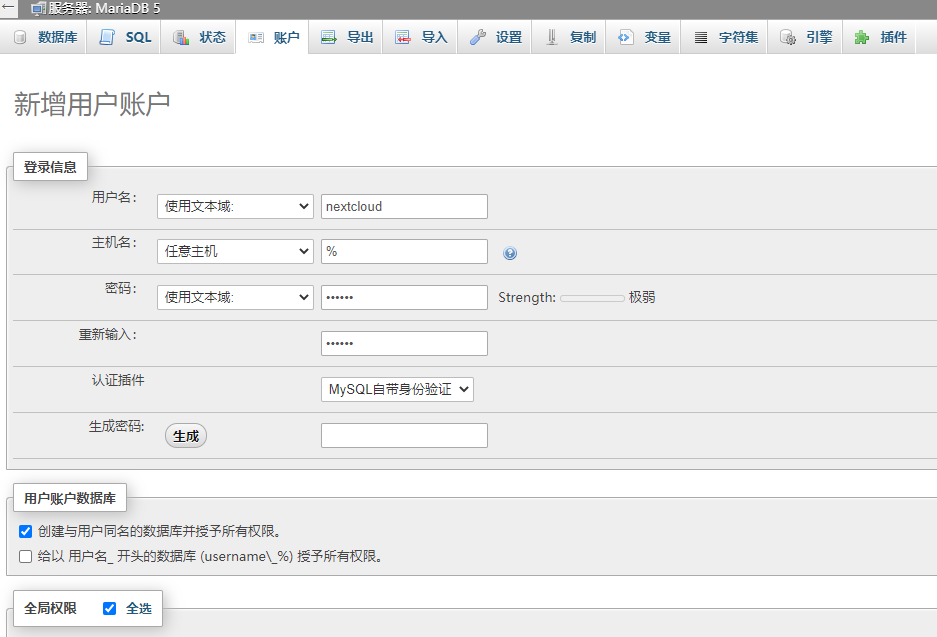 服务器: MariaDB 5
数据库 SQL 状态 账户 导出 导入 设置 复制 变量 字符集 引擎 插件
新增用户账户
登录信息
用户名: 使用文本域: nextcloud
主机名: 任意主机 %
密码: 使用文本域: •••••• Strength: 极弱
重新输入: ••••••
认证插件 MySQL自带身份验证
生成密码: 生成
用户账户数据库
创建与用户同名的数据库并授予所有权限。
给以 用户名_ 开头的数据库 (username\_%) 授予所有权限。
全局权限 全选